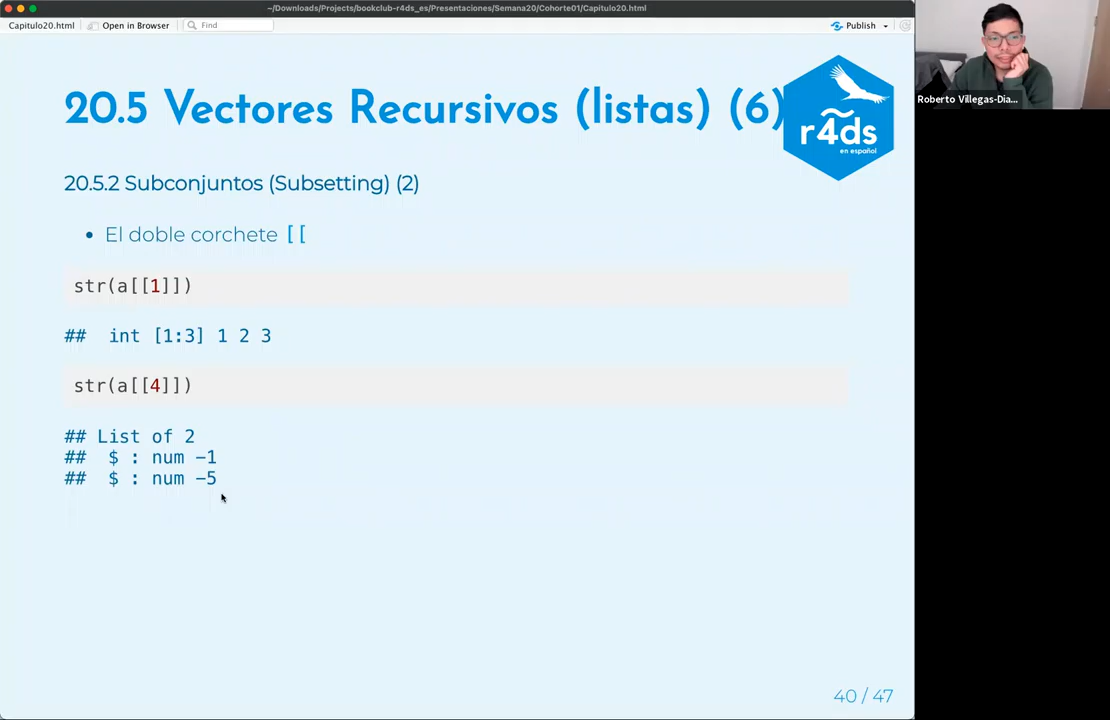 ~/Downloads/Projects/bookclub-r4ds_es/Presentaciones/Semana20/Cohorte01/Capitulo20.html
Capitulo20.html
Open in Browser
Find
Publish
20.5 Vectores Recursivos (listas) (6)
r4ds
en español
Roberto Villegas-Dia...
20.5.2 Subconjuntos (Subsetting) (2)
• El doble corchete [[
str(a[[1]])
## int [1:3] 1 2 3
str(a[[4]])
## List of 2
## $ : num -1
## $ : num -5
40 / 47